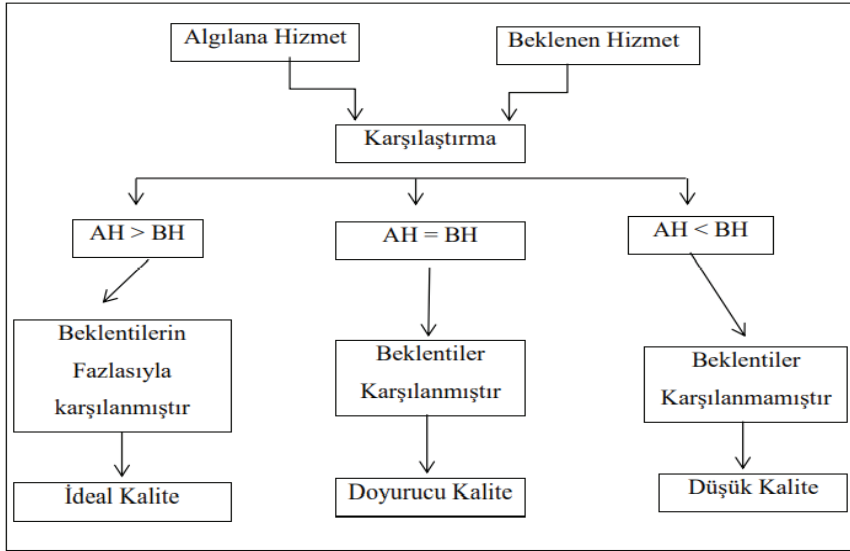 Algılana Hizmet
Beklenen Hizmet
Karşılaştırma
AH > BH
AH = BH
AH < BH
Beklentilerin
Fazlasıyla
karşılanmıştır
Beklentiler
Karşılanmıştır
Beklentiler
Karşılanmamıştır
İdeal Kalite
Doyurucu Kalite
Düşük Kalite